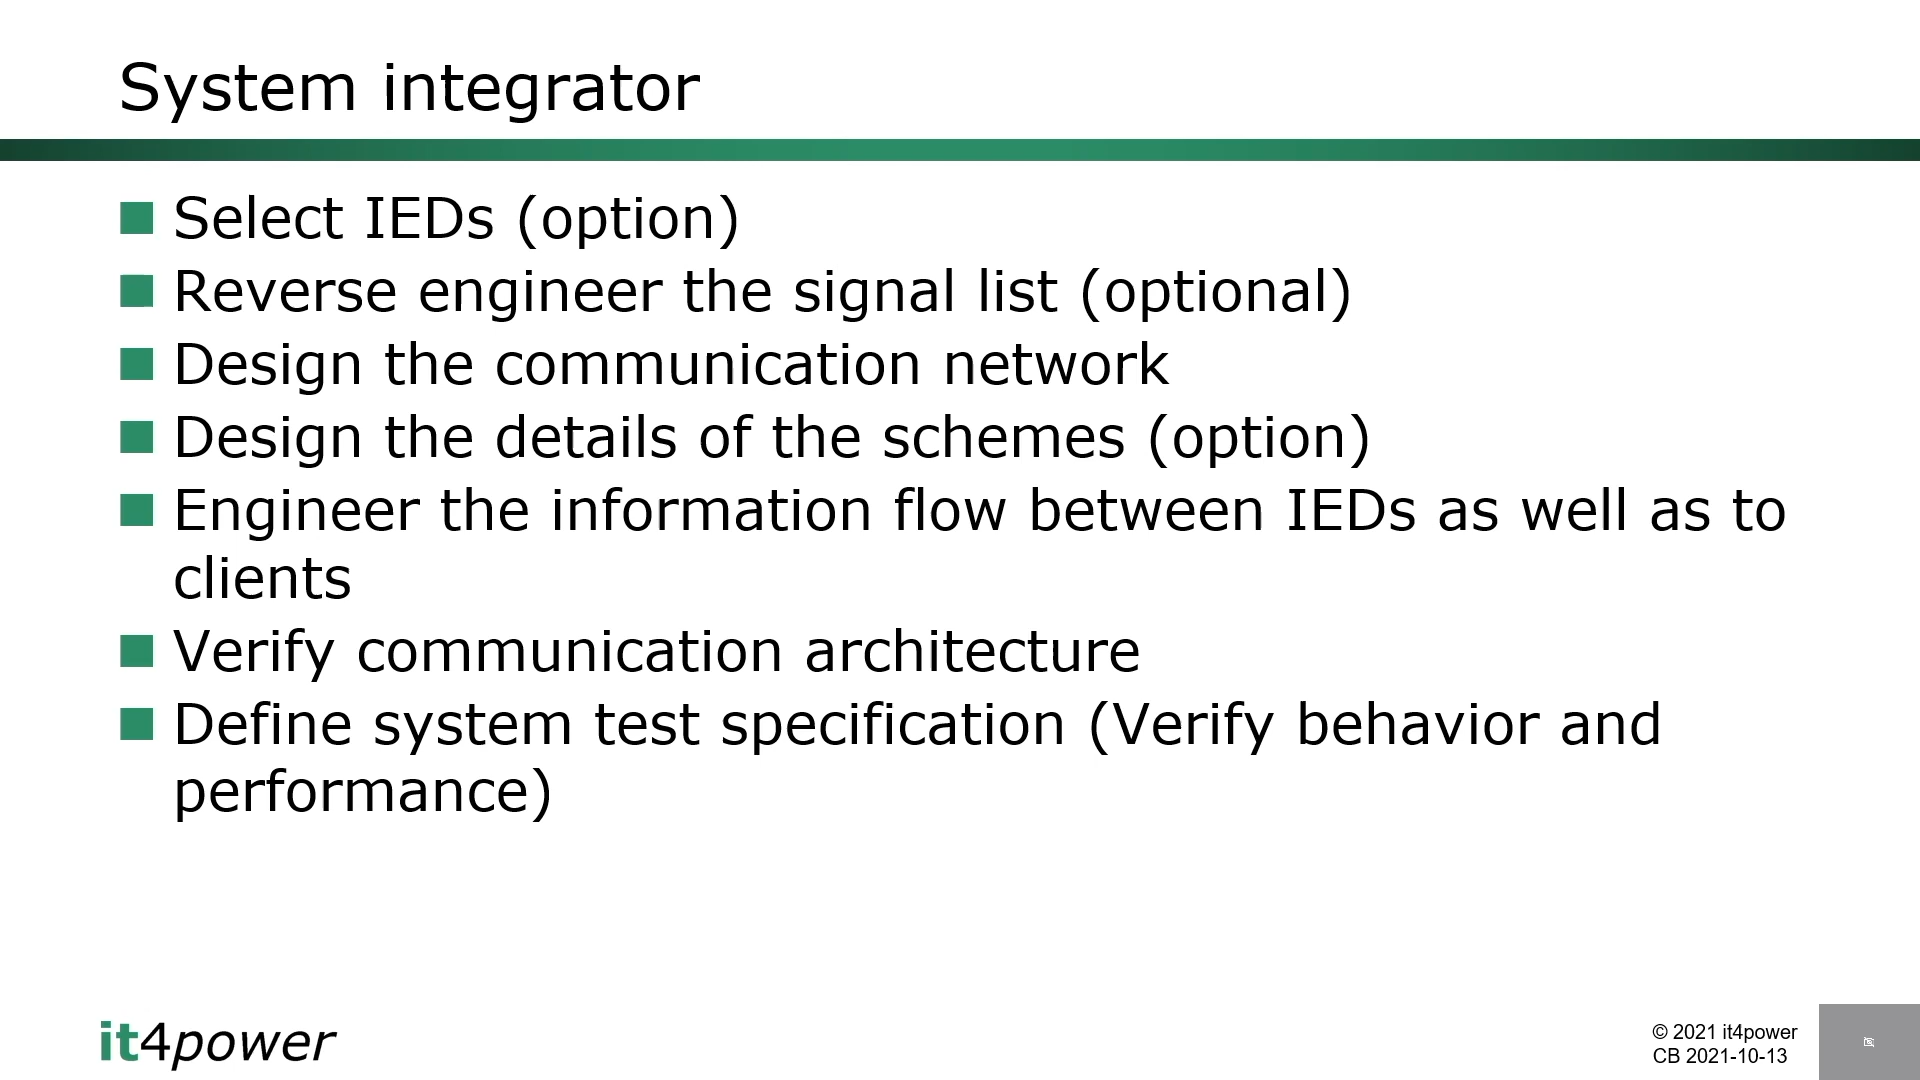 System integrator
Select IEDs (option)
Reverse engineer the signal list (optional)
Design the communication network
Design the details of the schemes (option)
Engineer the information flow between IEDs as well as to
clients
Verify communication architecture
Define system test specification (Verify behavior and
performance)
it4power
© 2021 it4power
CB 2021-10-13